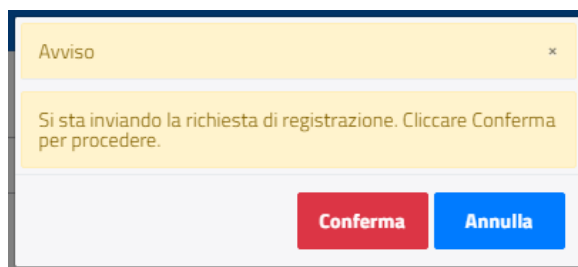 Avviso ×
Si sta inviando la richiesta di registrazione. Cliccare Conferma
per procedere.
Conferma Annulla